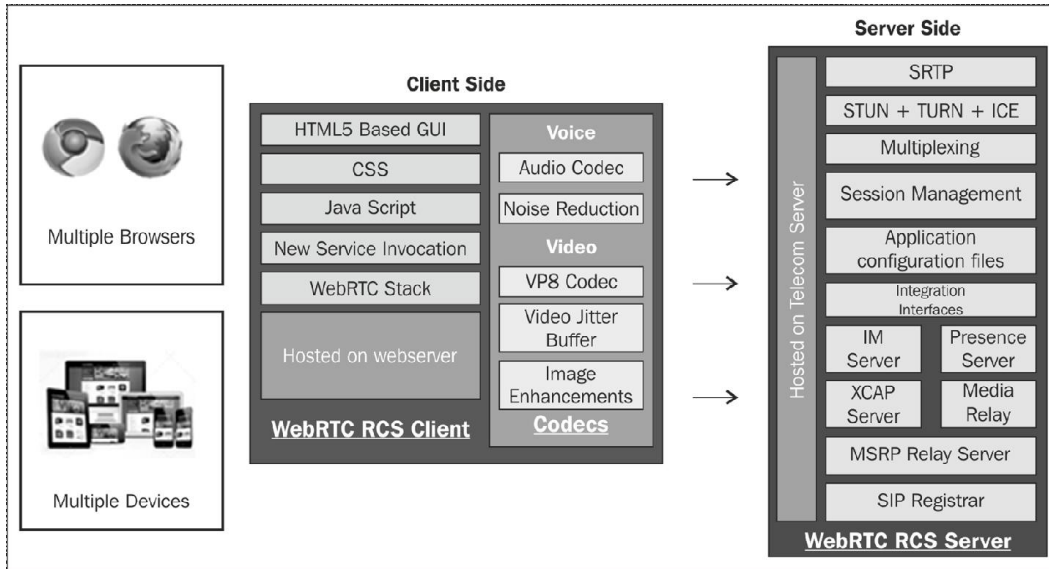 Multiple Browsers
Multiple Devices
Client Side
HTML5 Based GUI
CSS
Java Script
New Service Invocation
WebRTC Stack
Hosted on webserver
WebRTC RCS Client
Voice
Audio Codec
Noise Reduction
Video
VP8 Codec
Video Jitter
Buffer
Image
Enhancements
Codecs
Server Side
Hosted on Telecom Server
SRTP
STUN + TURN + ICE
Multiplexing
Session Management
Application
configuration files
Integration
Interfaces
IM
Server
Presence
Server
XCAP
Server
Media
Relay
MSRP Relay Server
SIP Registrar
WebRTC RCS Server